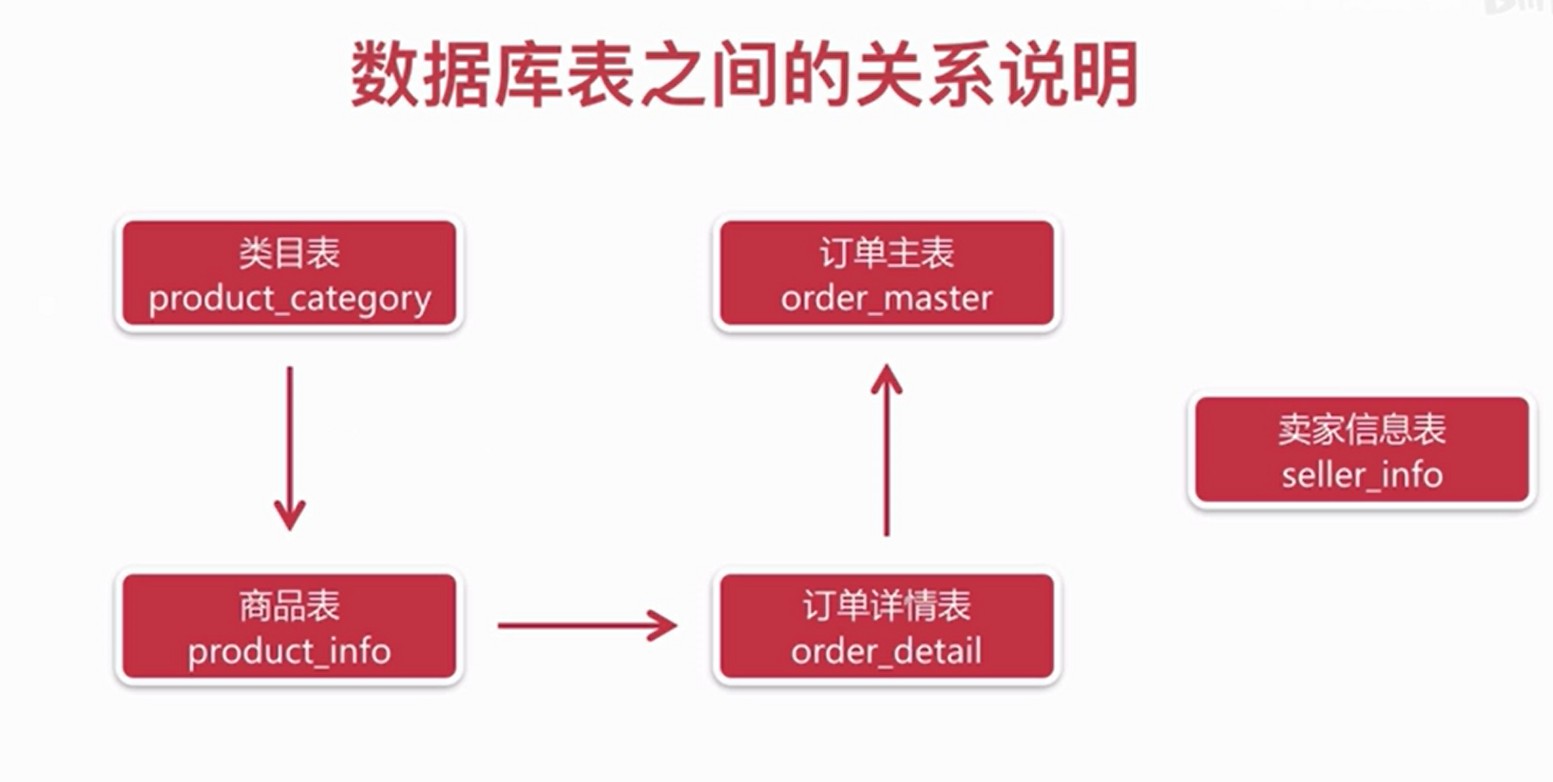 数据库表之间的关系说明
类目表
product_category
订单主表
order_master
卖家信息表
seller_info
商品表
product_info
订单详情表
order_detail